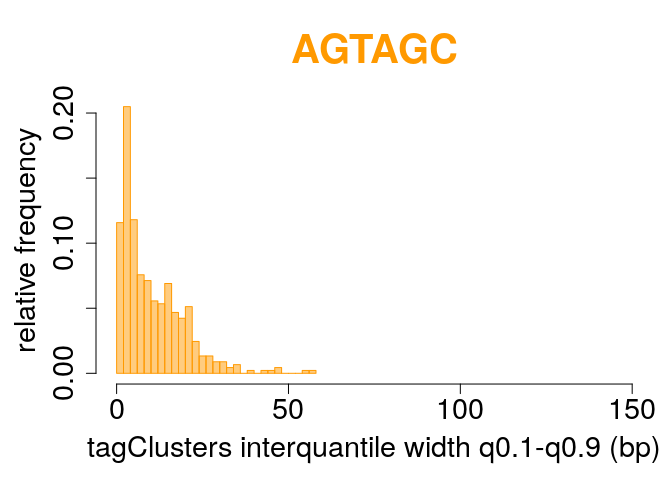 AGTAGC
relative frequency
0.20
0.10
0.00
0
50
100
150
tagClusters interquantile width q0.1-q0.9 (bp)